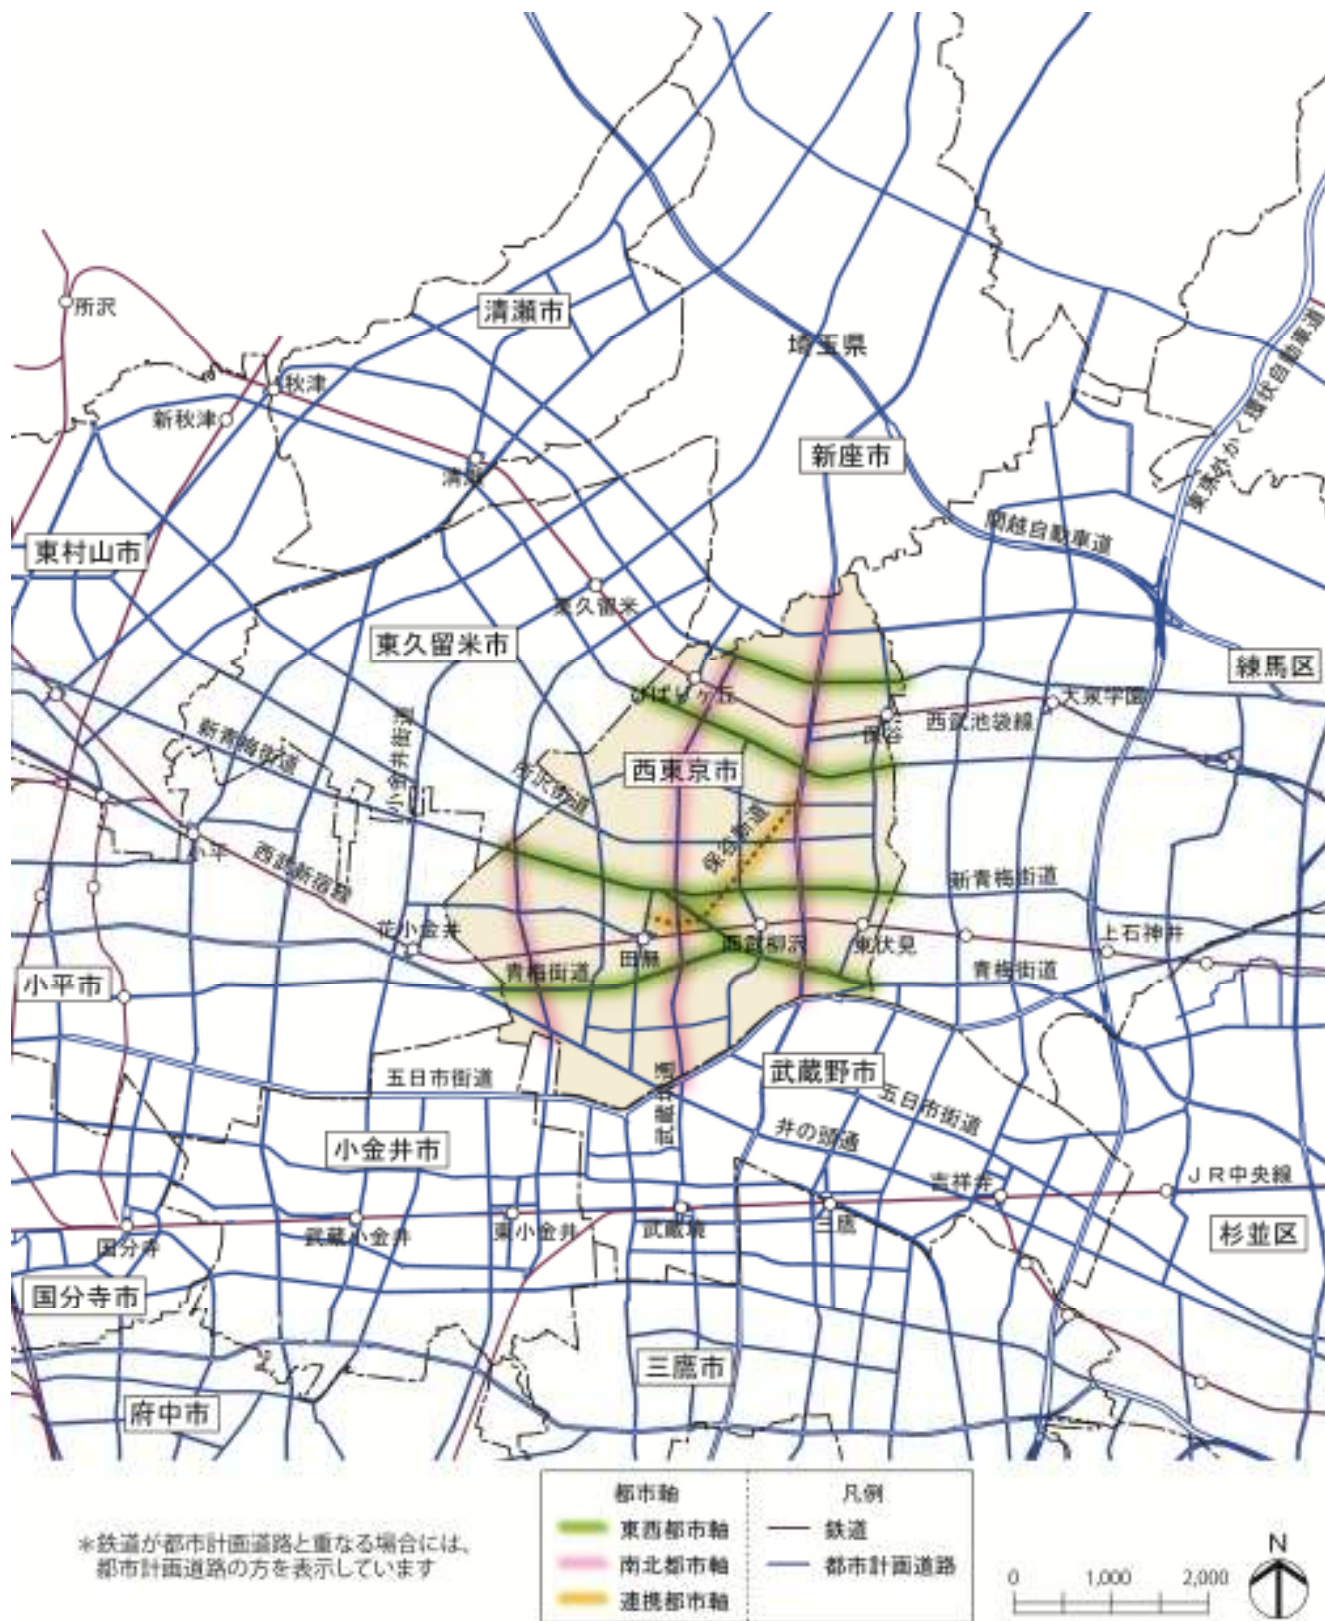 所沢
清瀬市
埼玉県
東京外かく環状自動車道
秋津
新秋津
新座市
清瀬
関越自動車道
東村山市
東久留米
東久留米市
練馬区
ひばりヶ丘
大泉学園
西武池袋線
保谷
新青梅街道
小金井街道
所沢街道
西東京市
保谷新道
小平
西武新宿線
新青梅街道
花小金井
田無
西武柳沢
東伏見
上石神井
青梅街道
青梅街道
小平市
五日市街道
武蔵境通
武蔵野市
五日市街道
井の頭通
小金井市
吉祥寺
JR中央線
国分寺
武蔵小金井
東小金井
武蔵境
三鷹
杉並区
国分寺市
三鷹市
府中市
都市軸
東西都市軸
南北都市軸
連携都市軸
凡例
鉄道
都市計画道路
*鉄道が都市計画道路と重なる場合には、
都市計画道路の方を表示しています
0 1,000 2,000
N